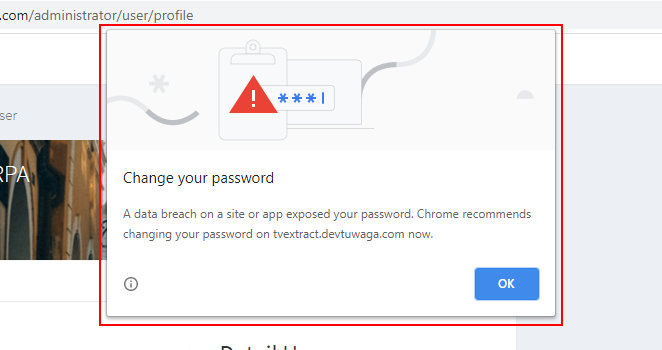 .com/administrator/user/profile
ser
RPA
***|
Change your password
A data breach on a site or app exposed your password. Chrome recommends
changing your password on tvextract.devtuwaga.com now.
OK